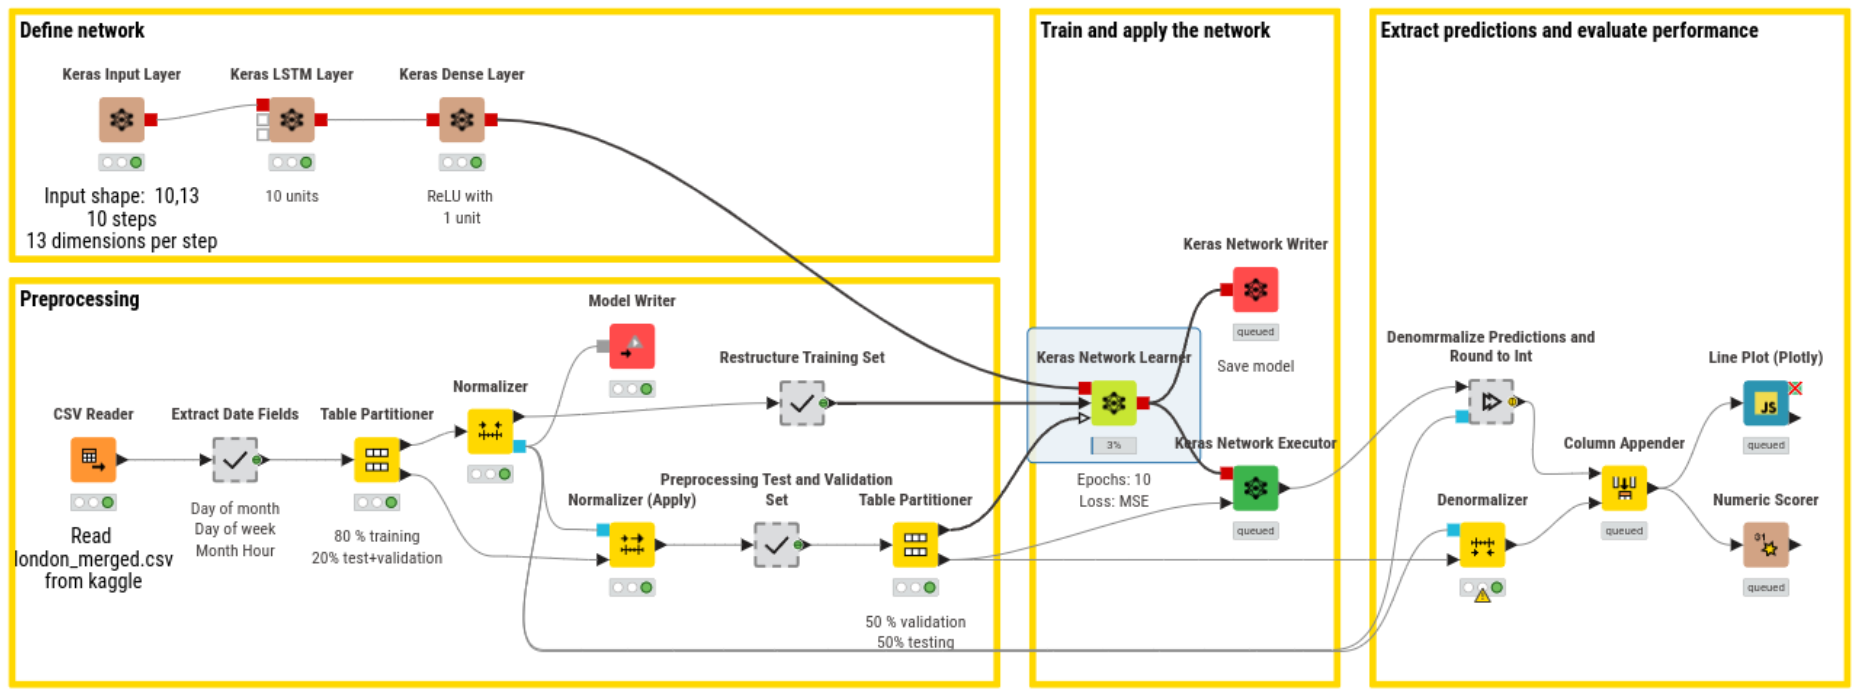 Define network
Keras Input Layer
Keras LSTM Layer
Keras Dense Layer
Input shape:  10,13
10 steps
13 dimensions per step
10 units
ReLU with
1 unit
Preprocessing
Model Writer
Restructure Training Set
Normalizer
CSV Reader
Extract Date Fields
Table Partitioner
Read
london_merged.csv
from kaggle
Day of month
Day of week
Month Hour
80 % training
20% test+validation
Preprocessing Test and Validation
Set
Normalizer (Apply)
Table Partitioner
50 % validation
50% testing
Train and apply the network
Keras Network Writer
queued
Save model
Keras Network Learner
3%
Epochs: 10
Loss: MSE
Keras Network Executor
queued
Extract predictions and evaluate performance
Denomrmalize Predictions and
Round to Int
queued
Line Plot (Plotly)
JS
queued
Column Appender
queued
Denormalizer
Numeric Scorer
queued